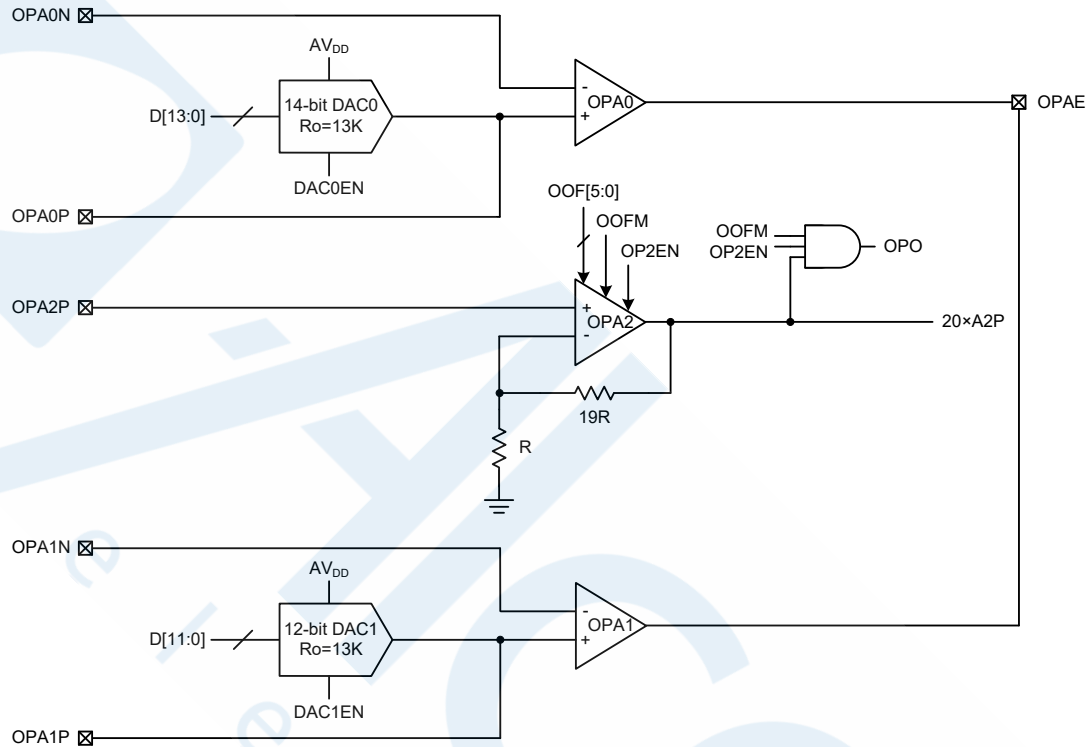 OPA0N
AVDD
14-bit DAC0
Ro=13K
D[13:0]
DAC0EN
OPA0P
-
OPA0
+
OPAE
OOF[5:0]
OOFM
OP2EN
OOFM
OP2EN
OPO
OPA2P
+
OPA2
-
20×A2P
19R
R
OPA1N
AVDD
12-bit DAC1
Ro=13K
D[11:0]
DAC1EN
OPA1P
-
OPA1
+